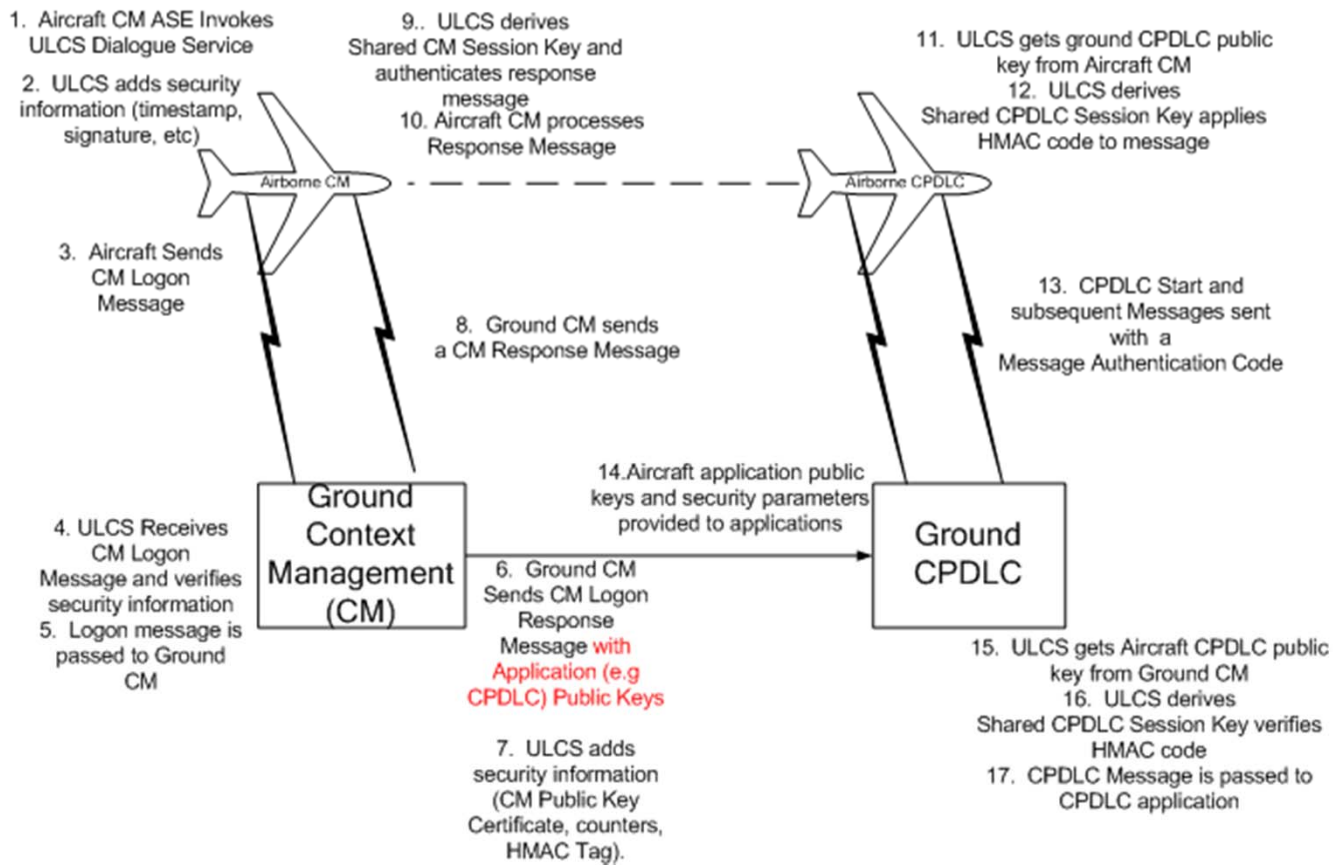 1. Aircraft CM ASE Invokes
ULCS Dialogue Service
2. ULCS adds security
information (timestamp,
signature, etc)
9.. ULCS derives
Shared CM Session Key and
authenticates response
message
10. Aircraft CM processes
Response Message
11. ULCS gets ground CPDLC public
key from Aircraft CM
12. ULCS derives
Shared CPDLC Session Key applies
HMAC code to message
Airborne CM
Airborne CPDLC
3. Aircraft Sends
CM Logon
Message
8. Ground CM sends
a CM Response Message
13. CPDLC Start and
subsequent Messages sent
with a
Message Authentication Code
4. ULCS Receives
CM Logon
Message and verifies
security information
5. Logon message is
passed to Ground
CM
Ground
Context
Management
(CM)
14.Aircraft application public
keys and security parameters
provided to applications
Ground
CPDLC
6. Ground CM
Sends CM Logon
Response
Message with
Application (e.g
CPDLC) Public Keys
7. ULCS adds
security information
(CM Public Key
Certificate, counters,
HMAC Tag).
15. ULCS gets Aircraft CPDLC public
key from Ground CM
16. ULCS derives
Shared CPDLC Session Key verifies
HMAC code
17. CPDLC Message is passed to
CPDLC application